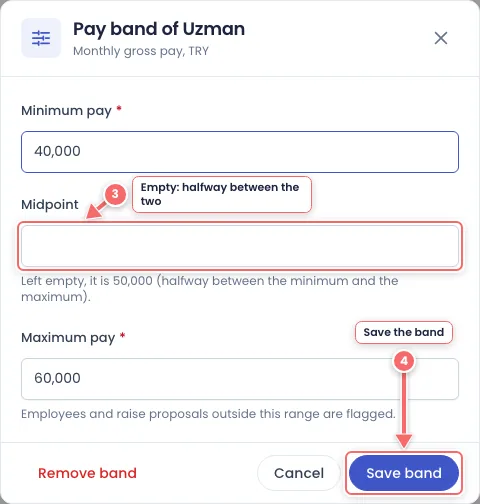 Pay band of Uzman
Monthly gross pay, TRY
Minimum pay *
40,000
3
Empty: halfway between the
two
Midpoint
Left empty, it is 50,000 (halfway between the minimum and the
maximum).
Save the band
Maximum pay *
4
60,000
Employees and raise proposals outside this range are flagged.
Remove band
Cancel
Save band